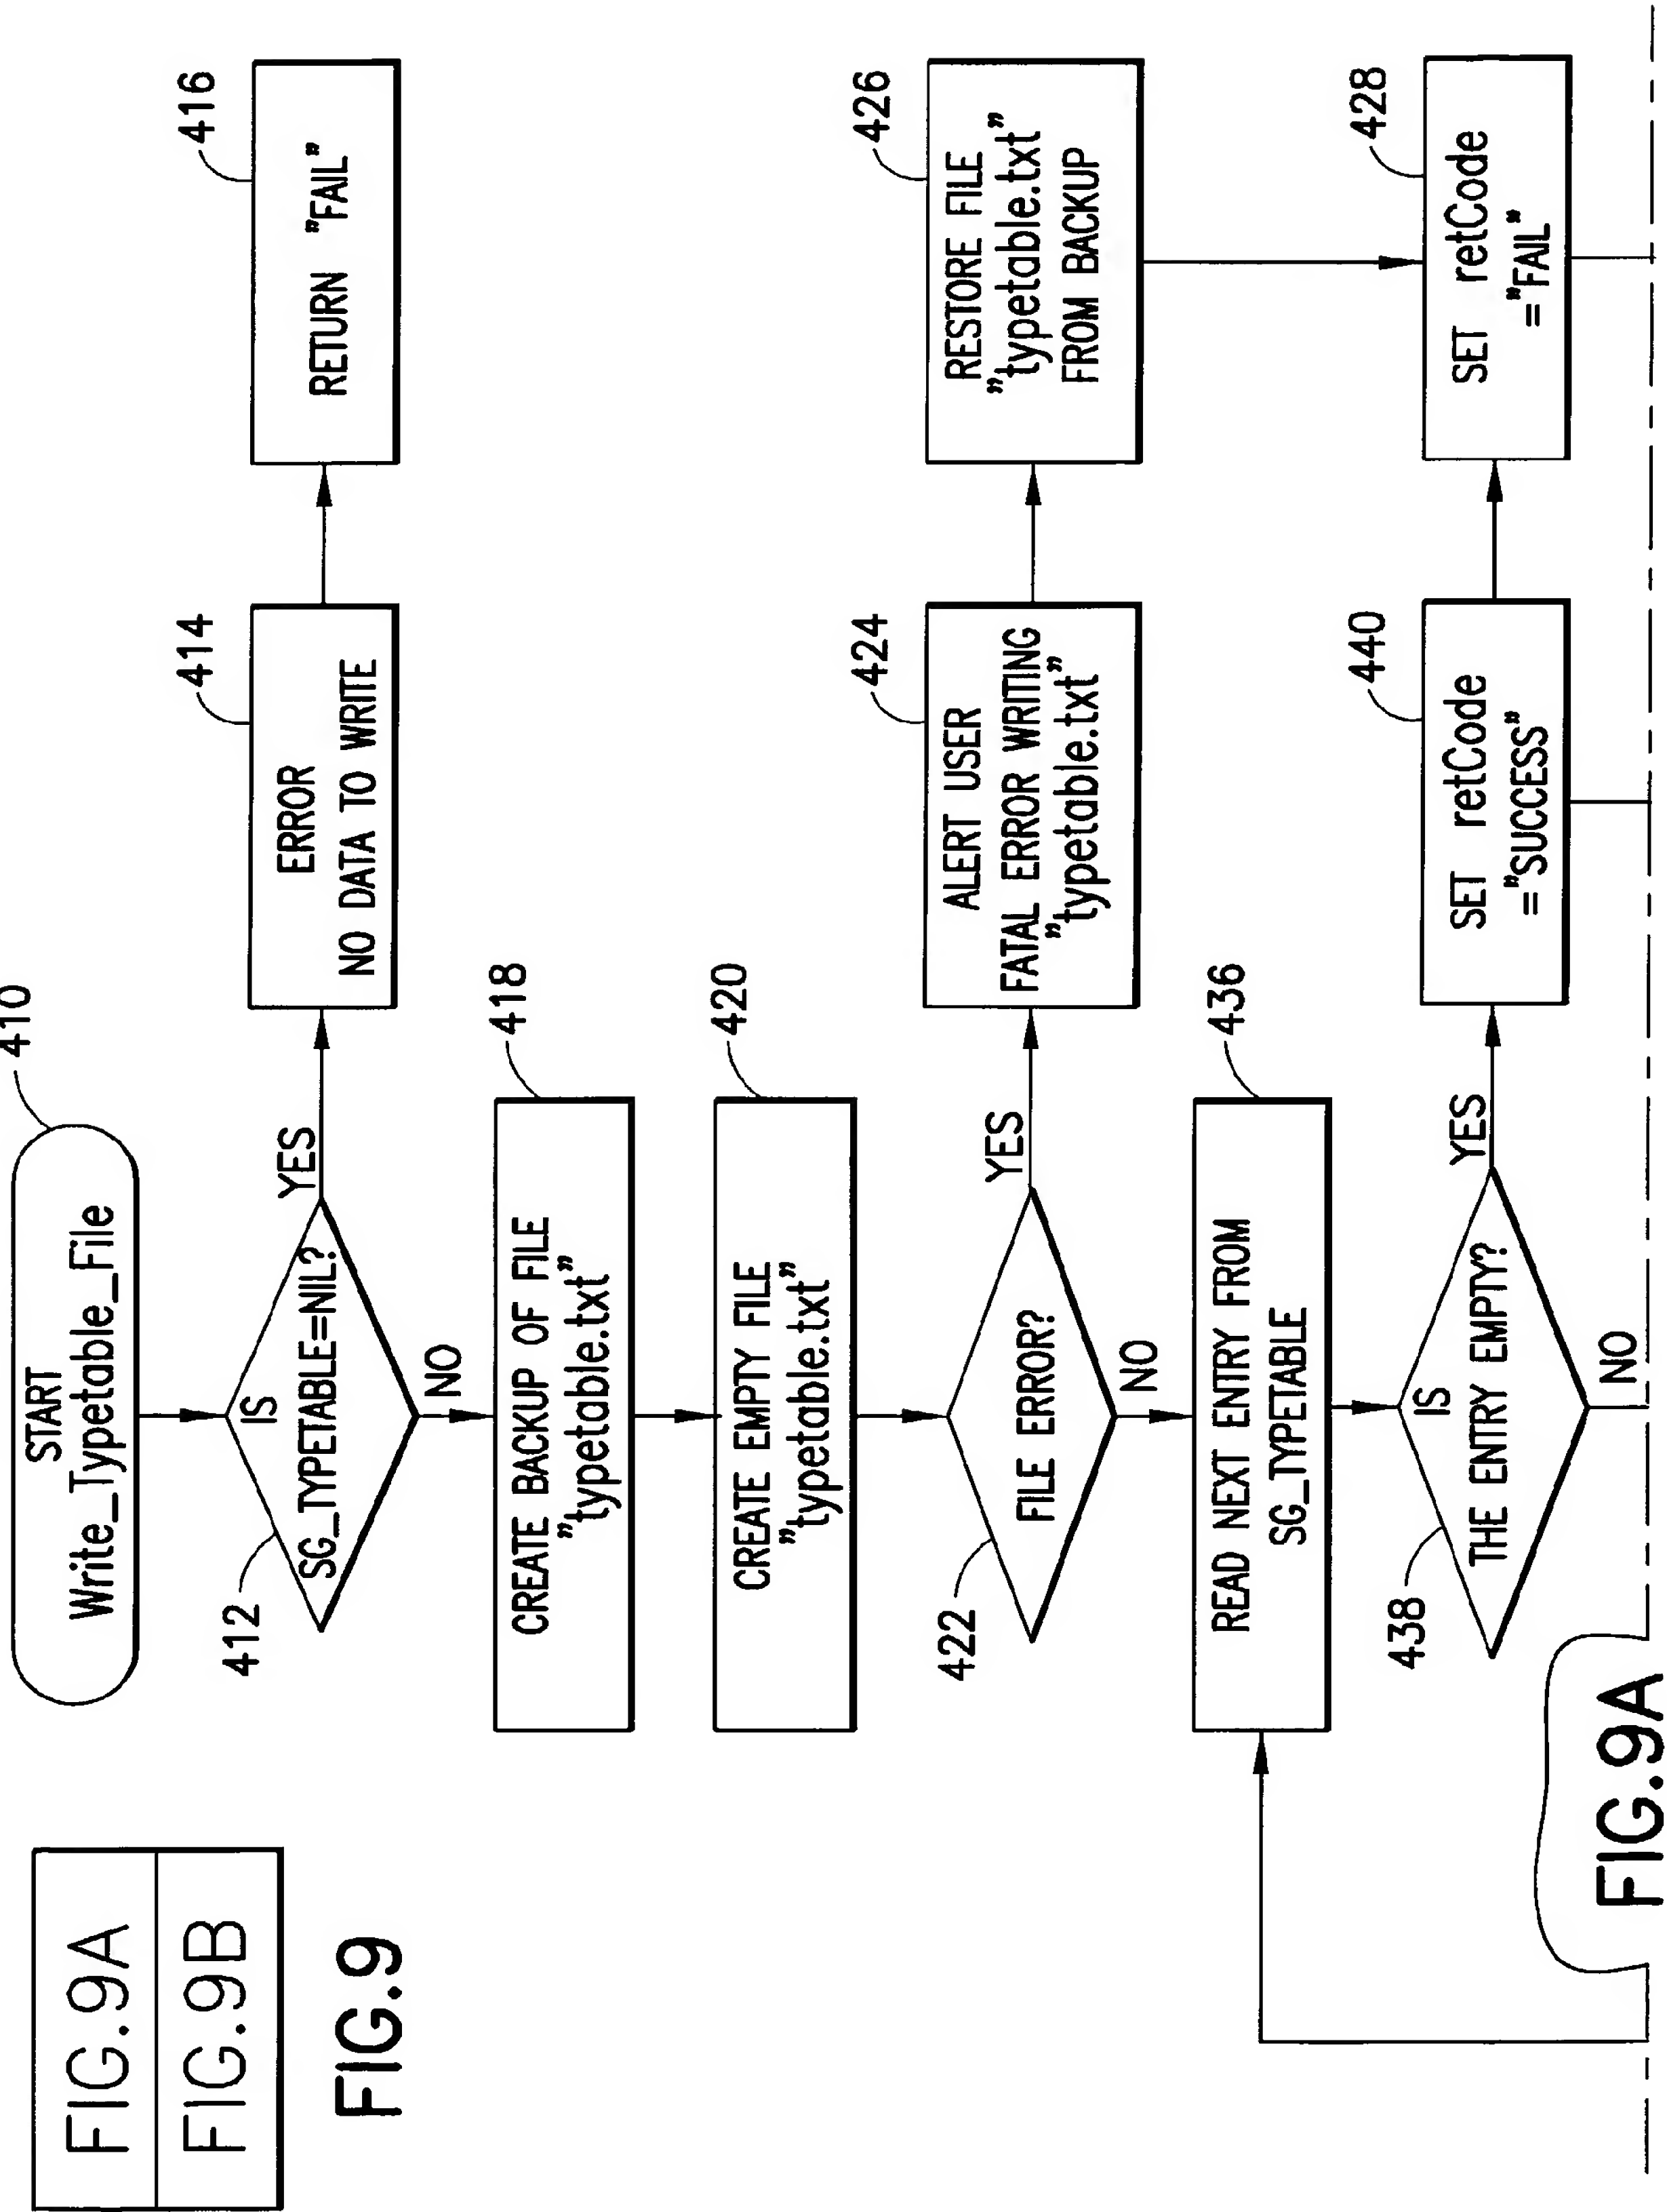 FIG.9A
FIG.9B
FIG.9
410
START
Write_Typetable_File
412
IS
SG_TYPETABLE=NIL?
YES
NO
414
ERROR
NO DATA TO WRITE
416
RETURN "FAIL"
418
CREATE BACKUP OF FILE
"typetable.txt"
420
CREATE EMPTY FILE
"typetable.txt"
422
FILE ERROR?
YES
NO
424
ALERT USER
FATAL ERROR WRITING
"typetable.txt"
426
RESTORE FILE
"typetable.txt"
FROM BACKUP
436
READ NEXT ENTRY FROM
SG_TYPETABLE
438
IS
THE ENTRY EMPTY?
YES
NO
440
SET retCode
="SUCCESS"
428
SET retCode
="FAIL"
FIG.9A